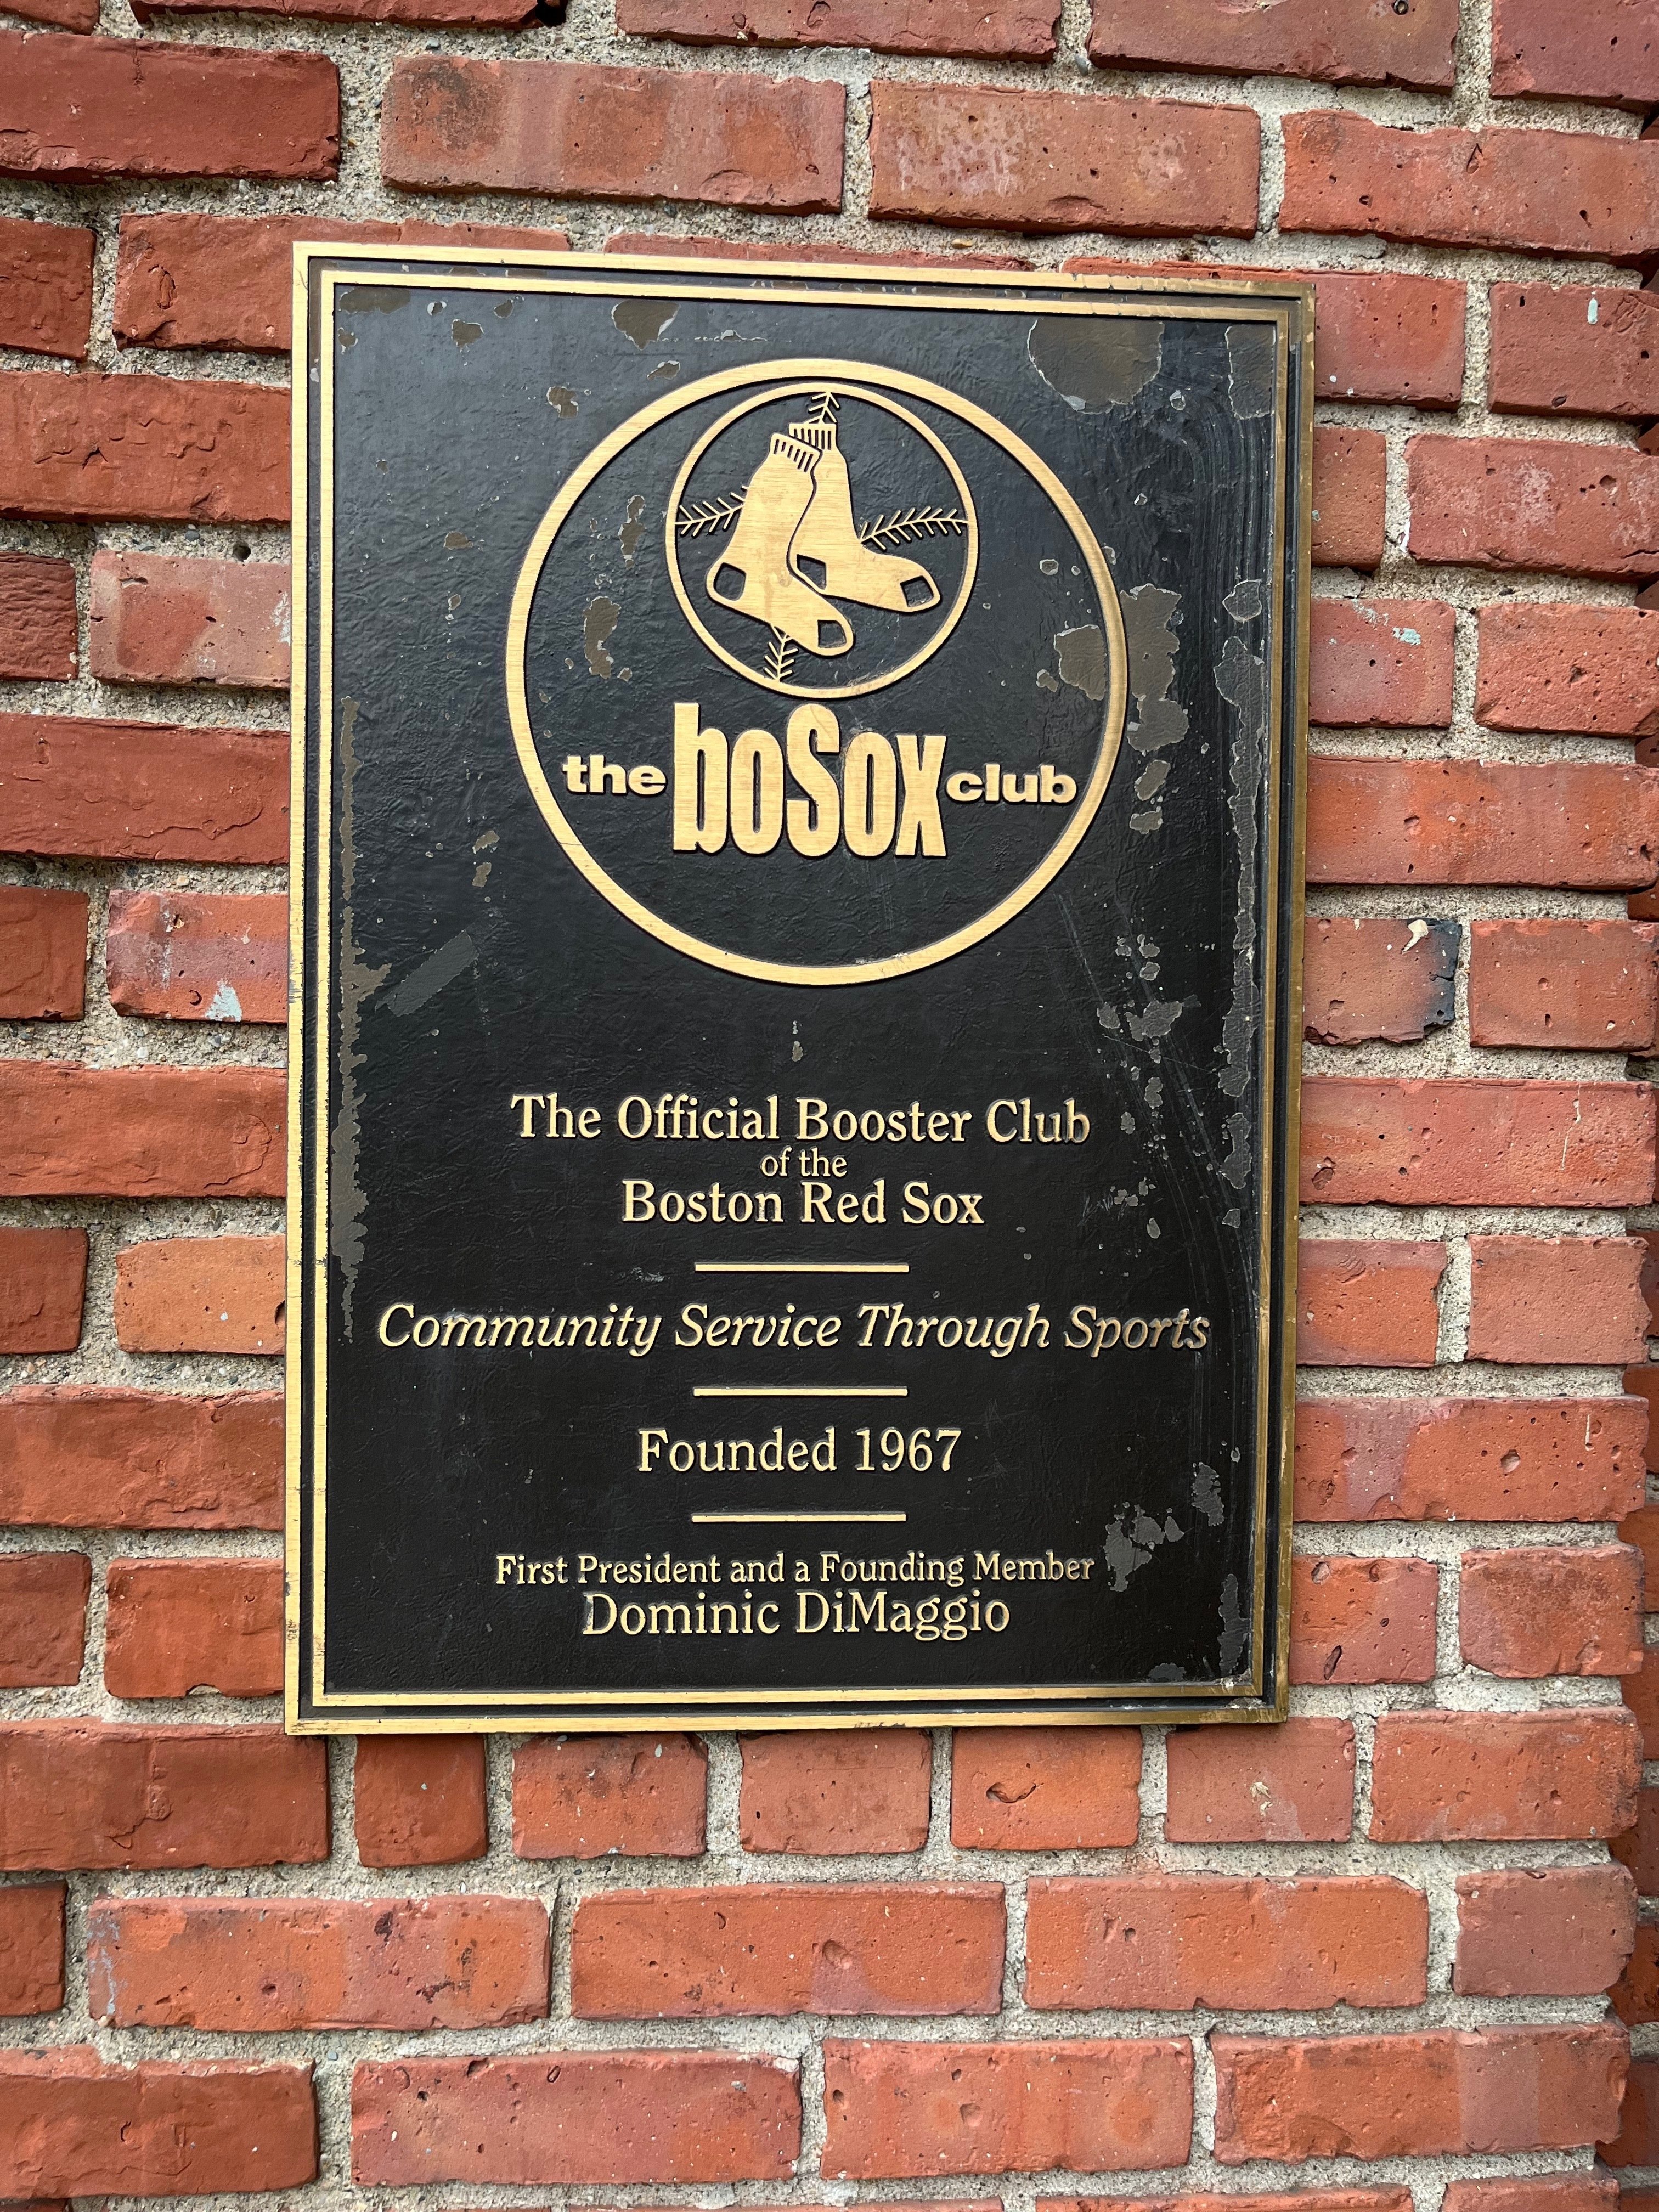 the boSox club
The Official Booster Club
of the
Boston Red Sox
Community Service Through Sports
Founded 1967
First President and a Founding Member
Dominic DiMaggio